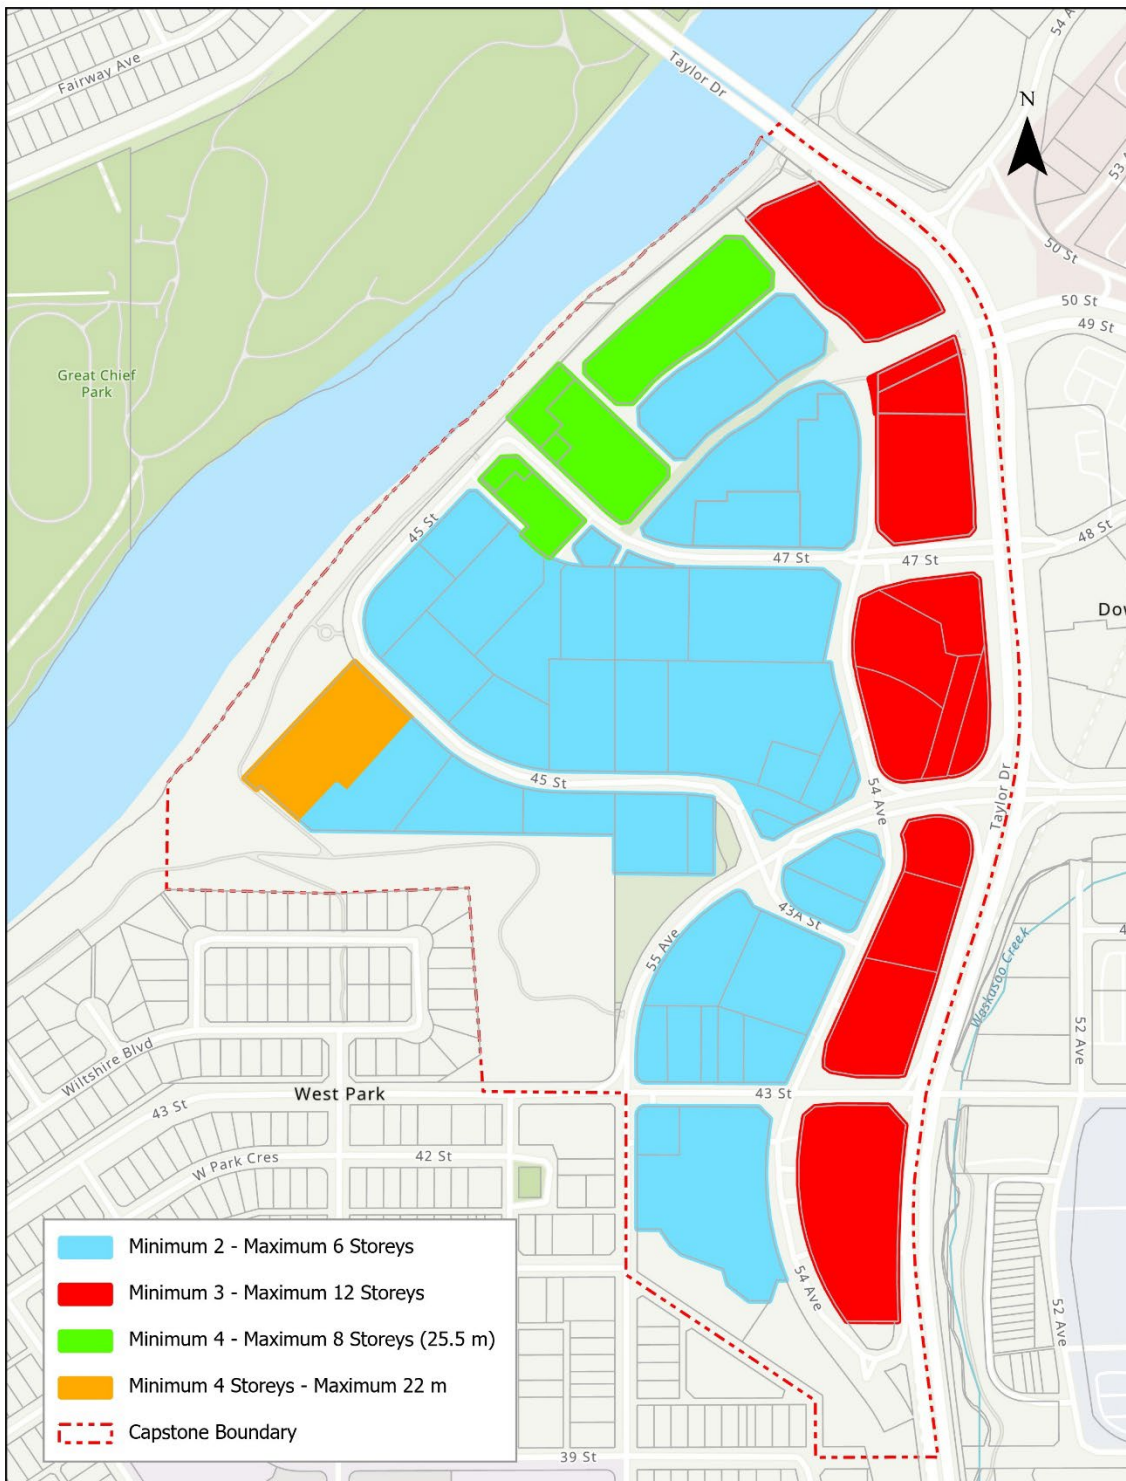 Fairway Ave
Taylor Dr
54 A
N
53 A
50 St
50 St
49 St
Great Chief
Park
45 St
48 St
47 St
47 St
Dow
45 St
54 Ave
Taylor Dr
43A St
55 Ave
Waskasoo Creek
4
52 Ave
Wiltshire Blvd
West Park
43 St
43 St
42 St
W Park Cres
54 Ave
52 Ave
Minimum 2 - Maximum 6 Storeys
Minimum 3 - Maximum 12 Storeys
Minimum 4 - Maximum 8 Storeys (25.5 m)
Minimum 4 Storeys - Maximum 22 m
Capstone Boundary
39 St